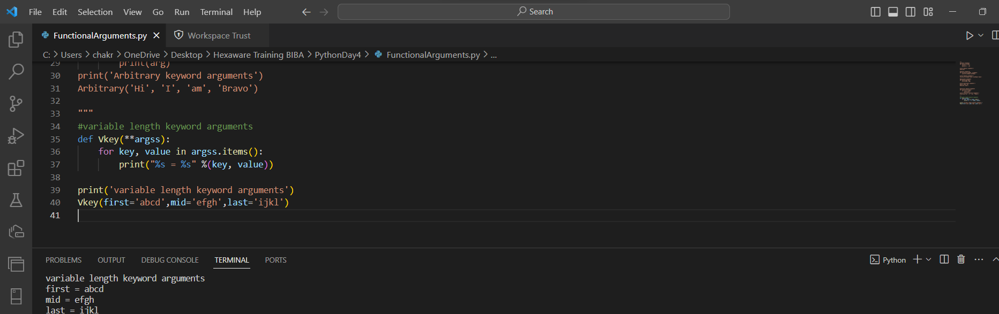 File Edit Selection View Go Run Terminal Help Search
FunctionalArguments.py Workspace Trust
C: > Users > chakr > OneDrive > Desktop > Hexaware Training BIBA > PythonDay4 > FunctionalArguments.py > ...
29 print(arg)
30 print('Arbitrary keyword arguments')
31 Arbitrary('Hi', 'I', 'am', 'Bravo')
32
33 """
34 #variable length keyword arguments
35 def Vkey(**argss):
36 for key, value in argss.items():
37 print("%s = %s" %(key, value))
38
39 print('variable length keyword arguments')
40 Vkey(first='abcd',mid='efgh',last='ijkl')
41
PROBLEMS OUTPUT DEBUG CONSOLE TERMINAL PORTS Python
variable length keyword arguments
first = abcd
mid = efgh
last = ijkl